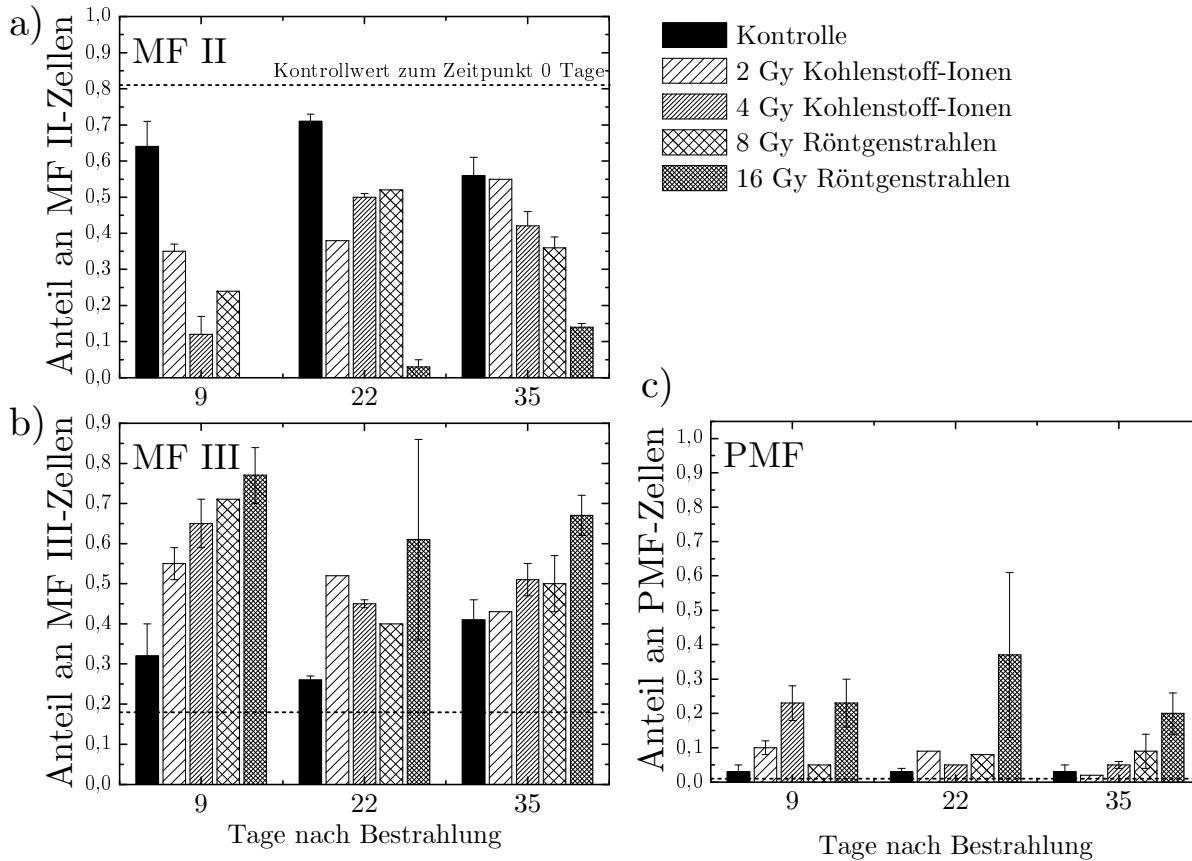 a)
MF II
Kontrollwert zum Zeitpunkt 0 Tage
Anteil an MF II-Zellen
1,0
0,9
0,8
0,7
0,6
0,5
0,4
0,3
0,2
0,1
0,0
9 22 35
Kontrolle
2 Gy Kohlenstoff-Ionen
4 Gy Kohlenstoff-Ionen
8 Gy Röntgenstrahlen
16 Gy Röntgenstrahlen
b)
MF III
Anteil an MF III-Zellen
0,9
0,8
0,7
0,6
0,5
0,4
0,3
0,2
0,1
0,0
9 22 35
Tage nach Bestrahlung
c)
PMF
Anteil an PMF-Zellen
1,0
0,9
0,8
0,7
0,6
0,5
0,4
0,3
0,2
0,1
0,0
9 22 35
Tage nach Bestrahlung